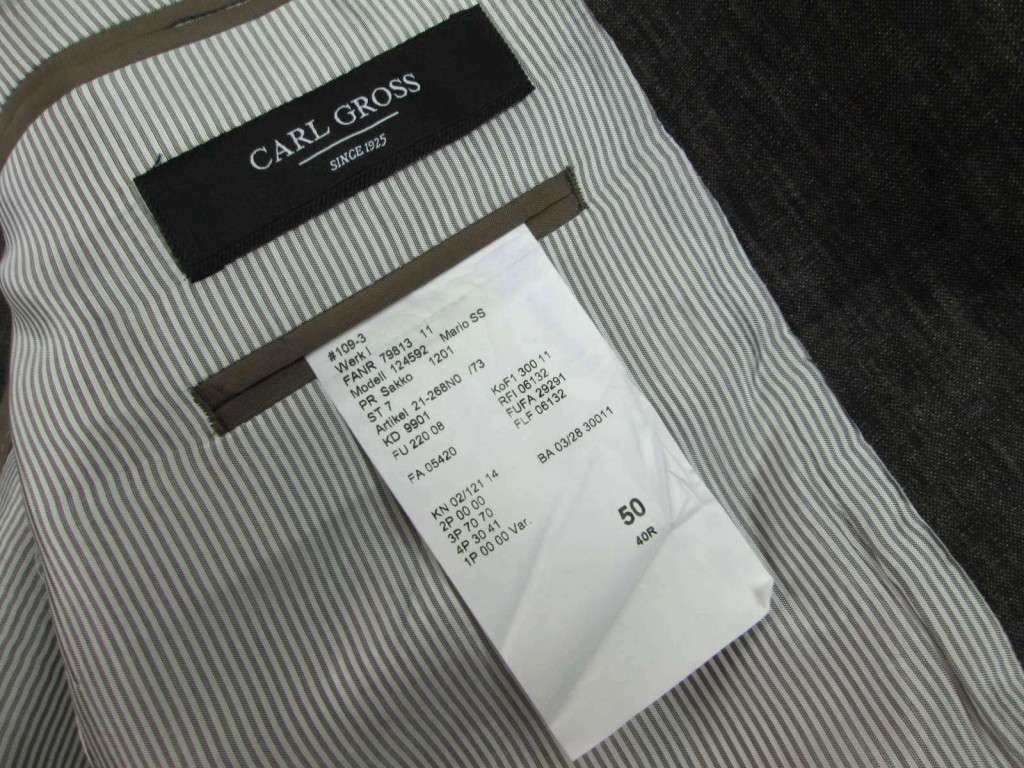 CARL GROSS
SINCE 1925
#109-3
Werk I
FANR 79813 11
Modell 124592 Mario SS
PR Sakko 1201
ST 7
Artikel 21-268N0 /73
KD 9901
FU 220 08
KoF1 300 11
RFI 06132
FUFA 28291
FLF 06132
FA 05420
BA 03/28 30011
KN 02/121 14
2P 00 00
3P 70 70
4P 30 41
1P 00 00 Var.
50
40R